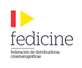 fedicine
federación de distribuidores
cinematográficos